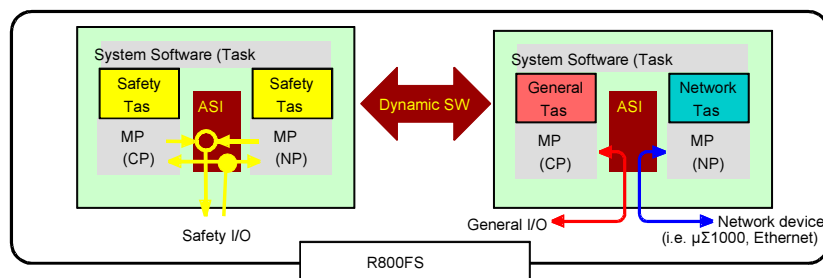 System Software (Task
Safety
Tas
ASI
Safety
Tas
MP
(CP)
MP
(NP)
Safety I/O
Dynamic SW
System Software (Task
General
Tas
ASI
Network
Tas
MP
(CP)
MP
(NP)
General I/O
Network device
(i.e. μΣ1000, Ethernet)
R800FS